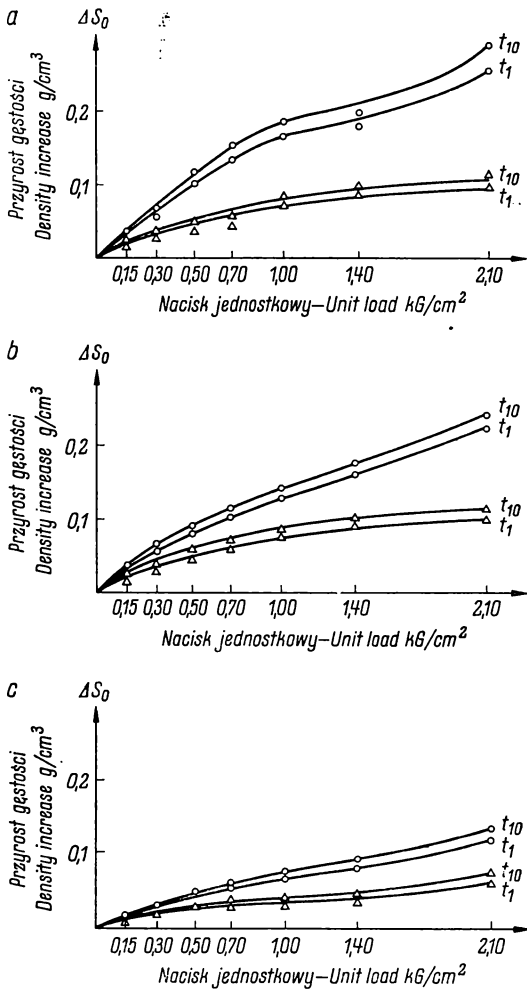 a
ΔS₀
Przyrost gęstości
Density increase g/cm³
0,2
0,1
t₁₀
t₁
t₁₀
t₁
0,15 0,30 0,50 0,70 1,00 1,40 2,10
Nacisk jednostkowy—Unit load kG/cm²
b
ΔS₀
Przyrost gęstości
Density increase g/cm³
0,2
0,1
t₁₀
t₁
t₁₀
t₁
0,15 0,30 0,50 0,70 1,00 1,40 2,10
Nacisk jednostkowy—Unit load kG/cm²
c
ΔS₀
Przyrost gęstości
Density increase g/cm³
0,2
0,1
t₁₀
t₁
t₁₀
t₁
0,15 0,30 0,50 0,70 1,00 1,40 2,10
Nacisk jednostkowy—Unit load kG/cm²